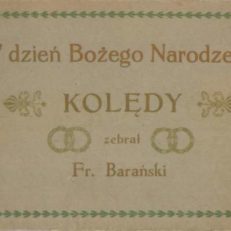 dzień Bożego Narodze
KOLĘDY
zebrał
Fr. Barański